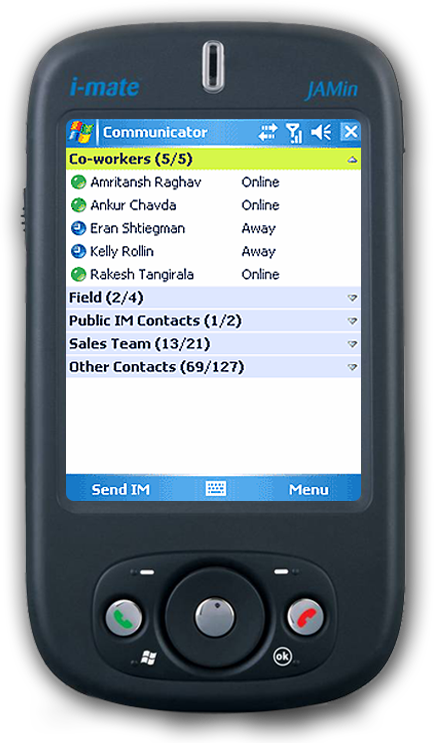 i-mate JAMin
Communicator
Co-workers (5/5)
Amritansh Raghav Online
Ankur Chavda Online
Eran Shtiegman Away
Kelly Rollin Away
Rakesh Tangirala Online
Field (2/4)
Public IM Contacts (1/2)
Sales Team (13/21)
Other Contacts (69/127)
Send IM Menu
ok